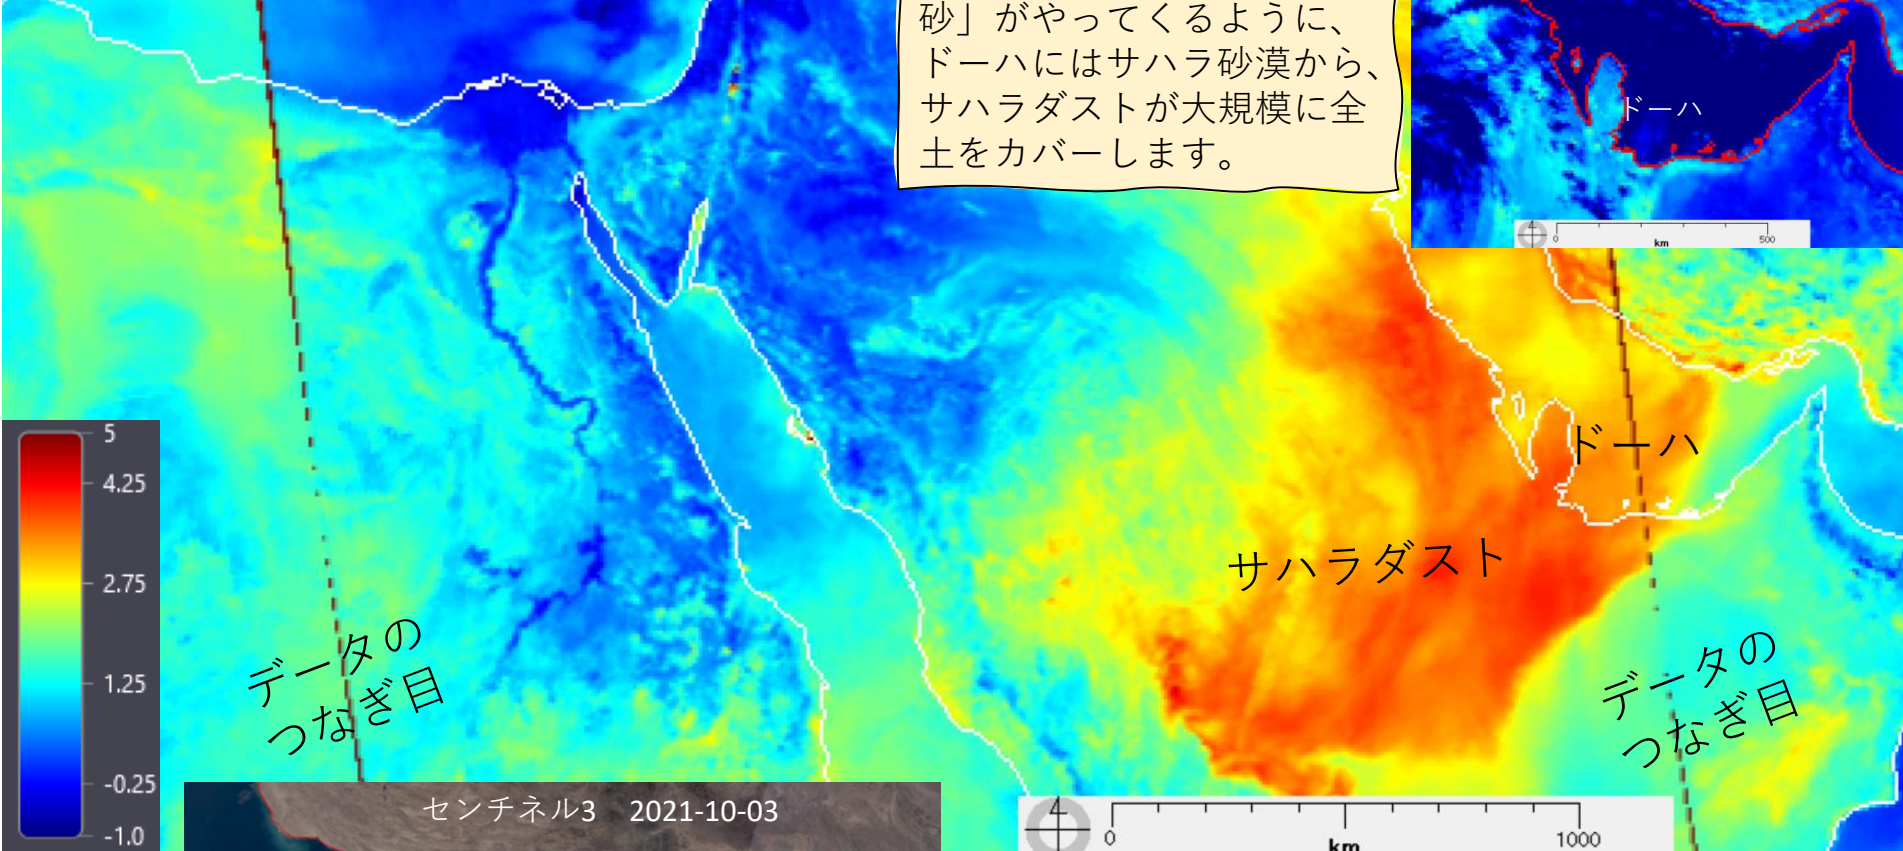 砂」がやってくるように、
ドーハにはサハラ砂漠から、
サハラダストが大規模に全
土をカバーします。
ドーハ
0
km
500
ドーハ
サハラダスト
5
4.25
2.75
1.25
-0.25
-1.0
データの
つなぎ目
データの
つなぎ目
センチネル3 2021-10-03
0
km
1000